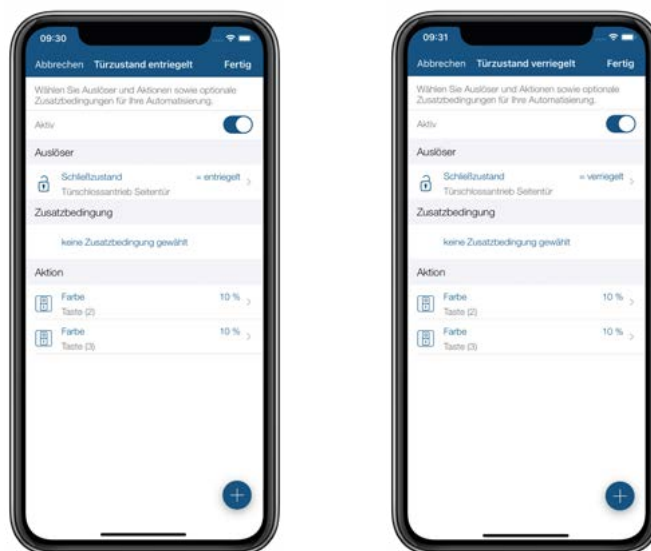 09:30
Abbrechen Türzustand entriegelt Fertig
Wählen Sie Auslöser und Aktionen sowie optionale
Zusatzbedingungen für Ihre Automatisierung.
Aktiv
Auslöser
Schließzustand = entriegelt
Türschlossantrieb Seitentür
Zusatzbedingung
keine Zusatzbedingung gewählt
Aktion
Farbe 10 %
Taste (2)
Farbe 10 %
Taste (3)
09:31
Abbrechen Türzustand verriegelt Fertig
Wählen Sie Auslöser und Aktionen sowie optionale
Zusatzbedingungen für Ihre Automatisierung.
Aktiv
Auslöser
Schließzustand = verriegelt
Türschlossantrieb Seitentür
Zusatzbedingung
keine Zusatzbedingung gewählt
Aktion
Farbe 10 %
Taste (2)
Farbe 10 %
Taste (3)